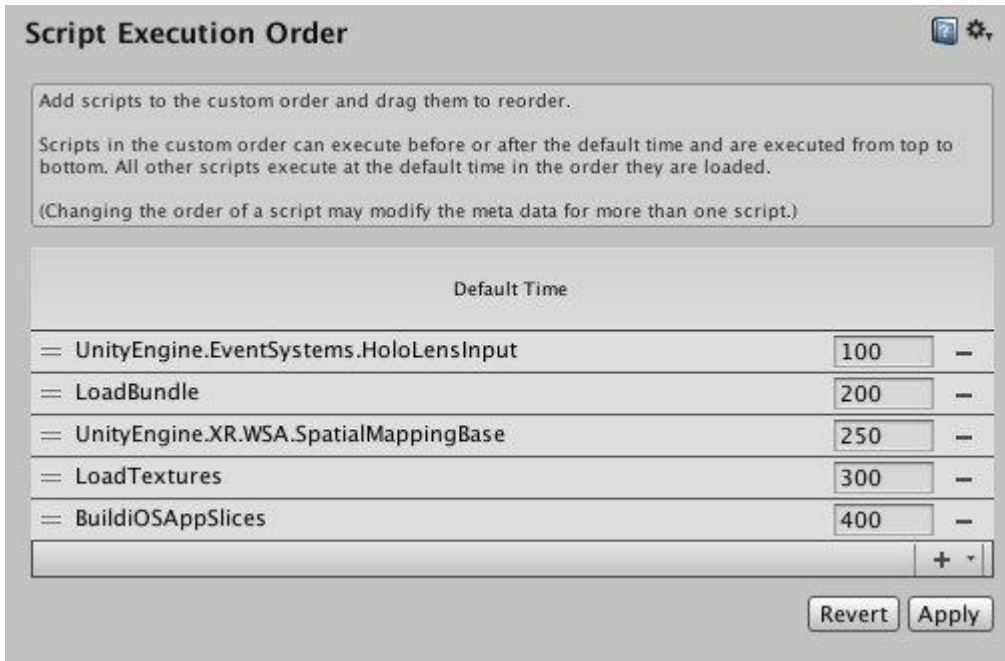 Script Execution Order
Add scripts to the custom order and drag them to reorder.
Scripts in the custom order can execute before or after the default time and are executed from top to
bottom. All other scripts execute at the default time in the order they are loaded.
(Changing the order of a script may modify the meta data for more than one script.)
Default Time
UnityEngine.EventSystems.HoloLensInput 100
LoadBundle 200
UnityEngine.XR.WSA.SpatialMappingBase 250
LoadTextures 300
BuildiOSAppSlices 400
Revert Apply